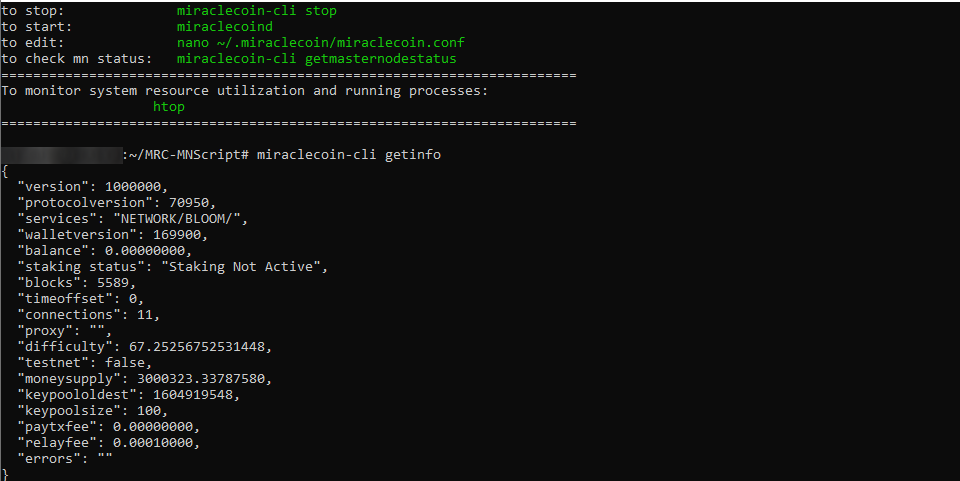 to stop: miraclecoin-cli stop
to start: miraclecoind
to edit: nano ~/.miraclecoin/miraclecoin.conf
to check mn status: miraclecoin-cli getmasternodestatus
========================================================================
To monitor system resource utilization and running processes:
htop
========================================================================
:~/MRC-MNScript# miraclecoin-cli getinfo
{
"version": 1000000,
"protocolversion": 70950,
"services": "NETWORK/BLOOM/",
"walletversion": 169900,
"balance": 0.00000000,
"staking status": "Staking Not Active",
"blocks": 5589,
"timeoffset": 0,
"connections": 11,
"proxy": "",
"difficulty": 67.25256752531448,
"testnet": false,
"moneysupply": 3000323.33787580,
"keypoololdest": 1604919548,
"keypoolsize": 100,
"paytxfee": 0.00000000,
"relayfee": 0.00010000,
"errors": ""
}